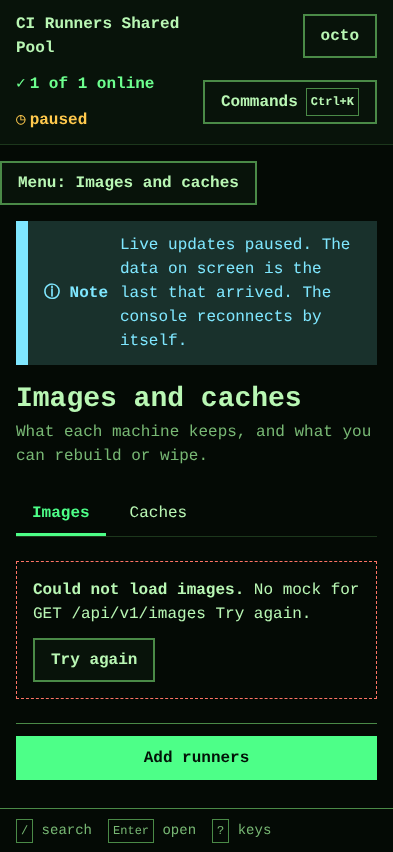 CI Runners Shared
Pool
octo
✓ 1 of 1 online
Commands Ctrl+K
◷ paused
Menu: Images and caches
ⓘ Note
Live updates paused. The
data on screen is the
last that arrived. The
console reconnects by
itself.
Images and caches
What each machine keeps, and what you
can rebuild or wipe.
Images Caches
Could not load images. No mock for
GET /api/v1/images Try again.
Try again
Add runners
/ search Enter open ? keys